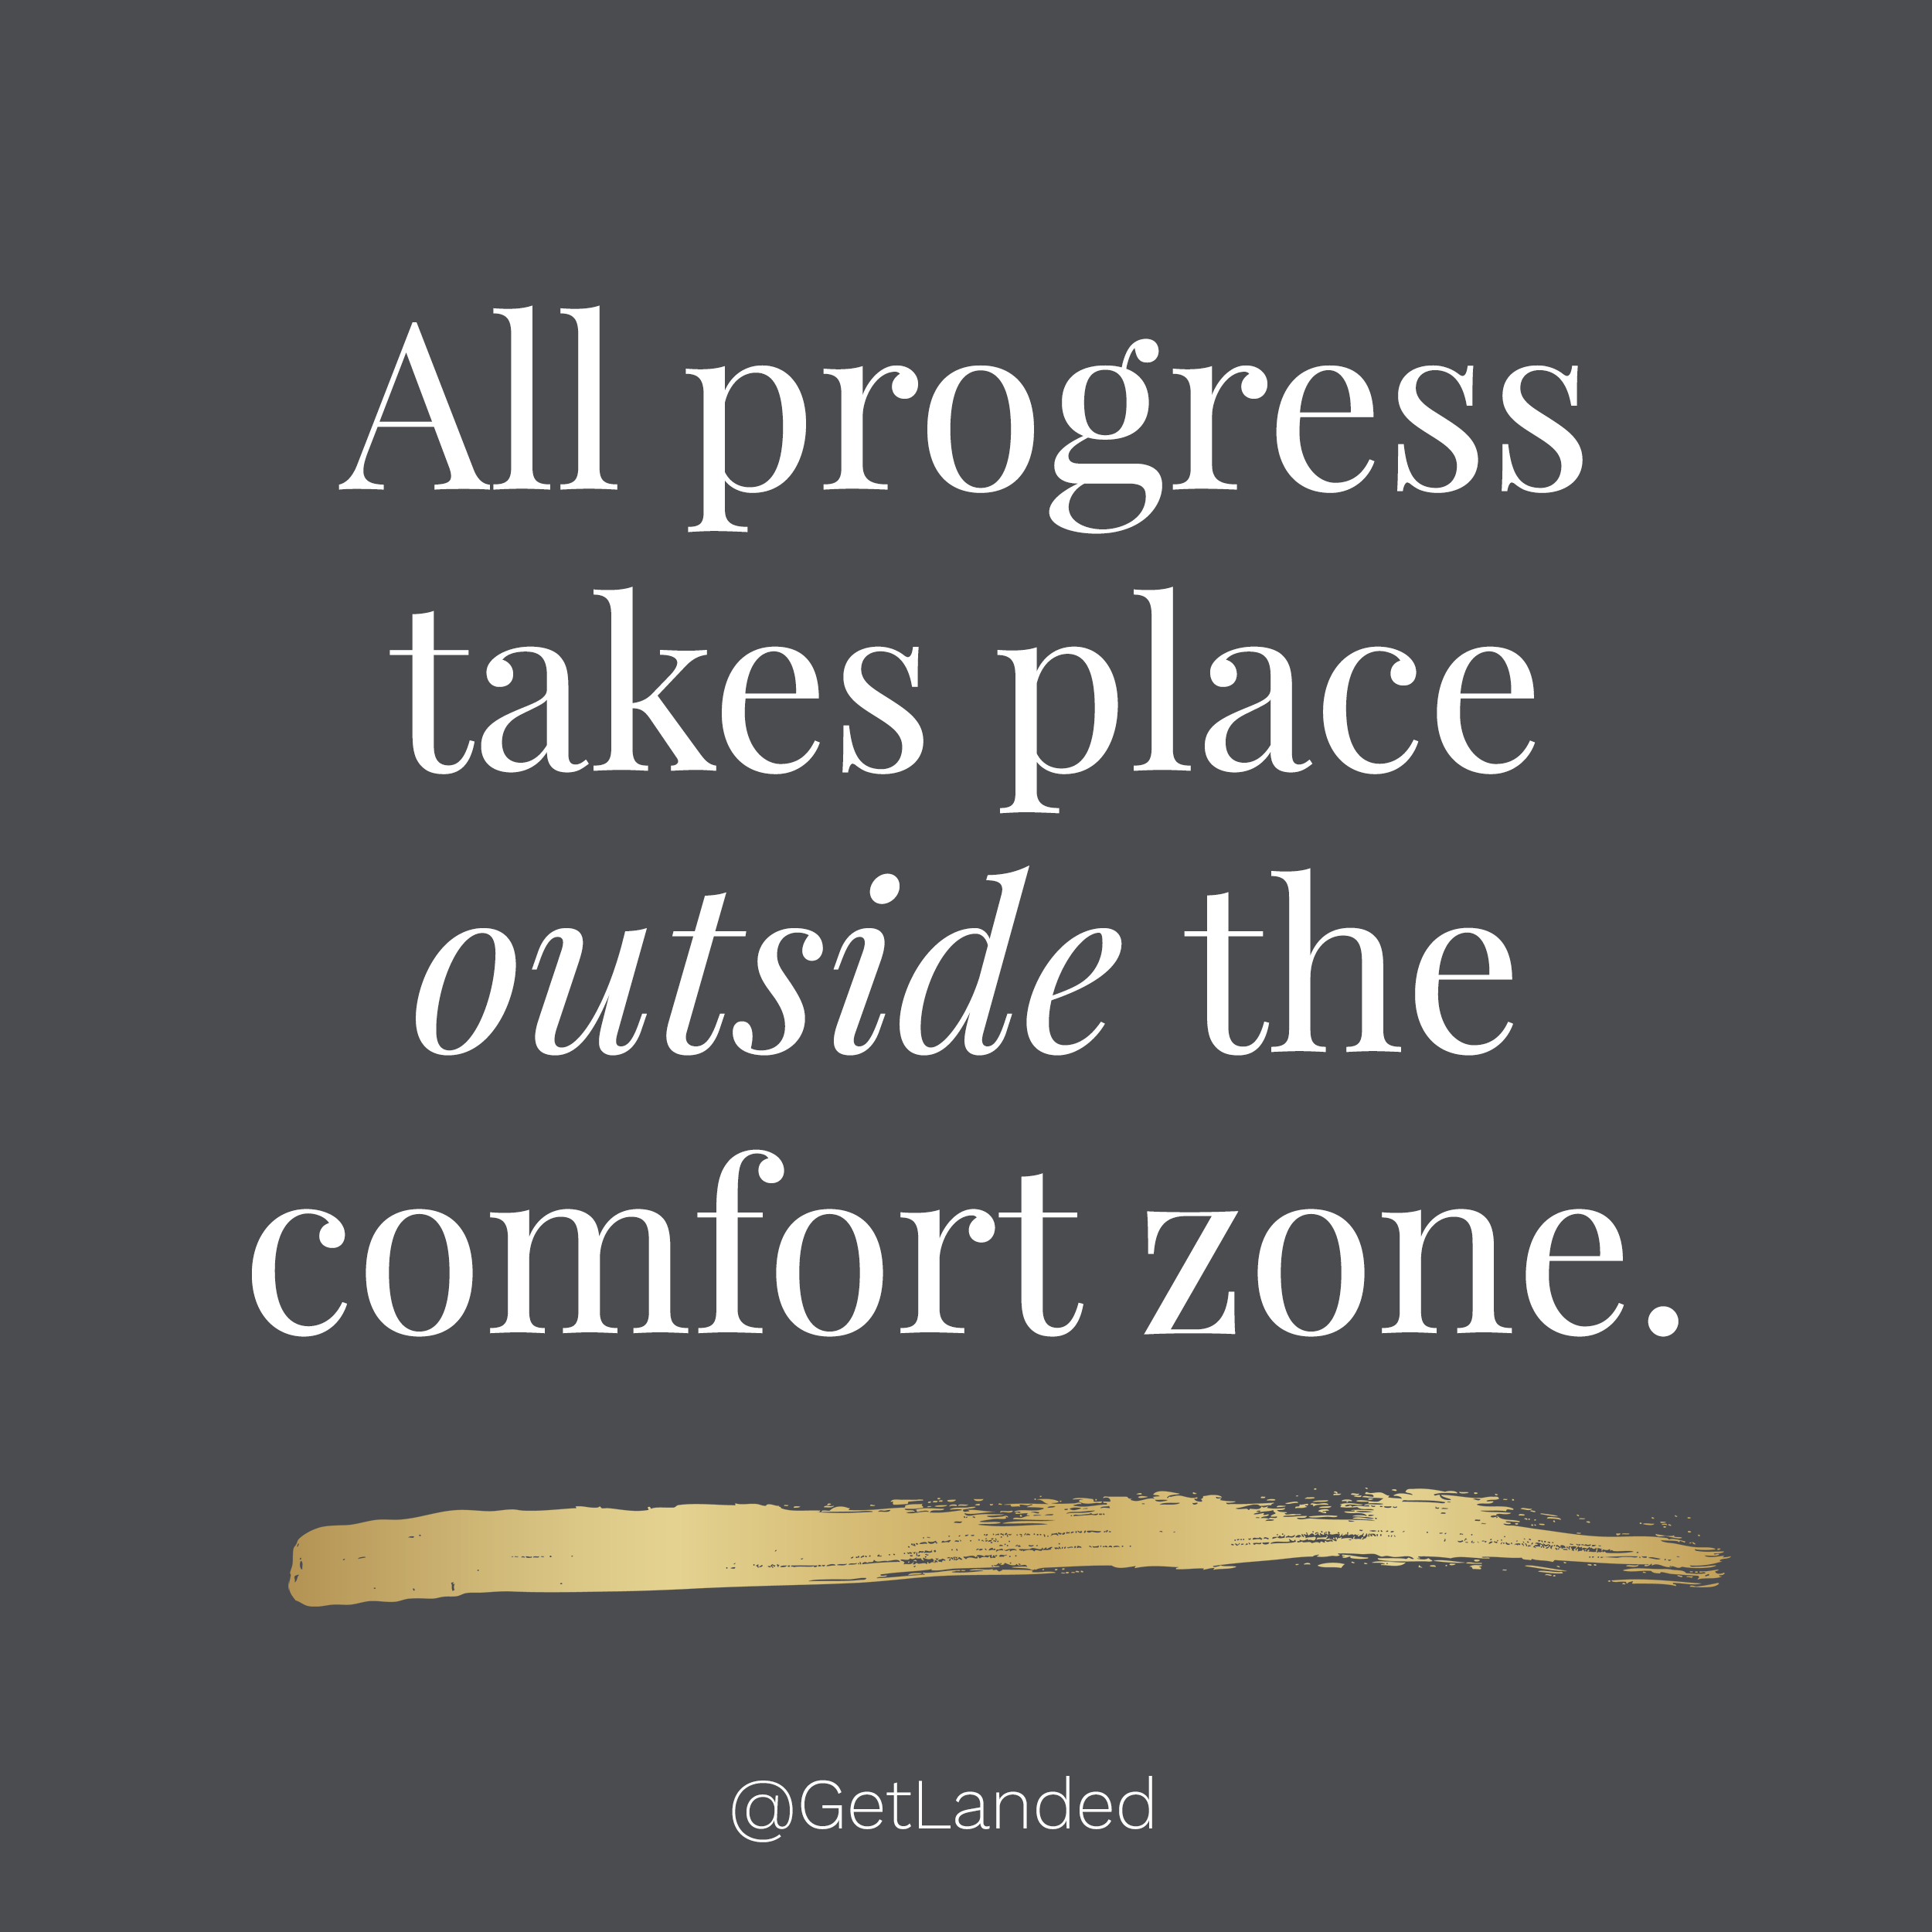 All progress
takes place
outside the
comfort zone.
@GetLanded